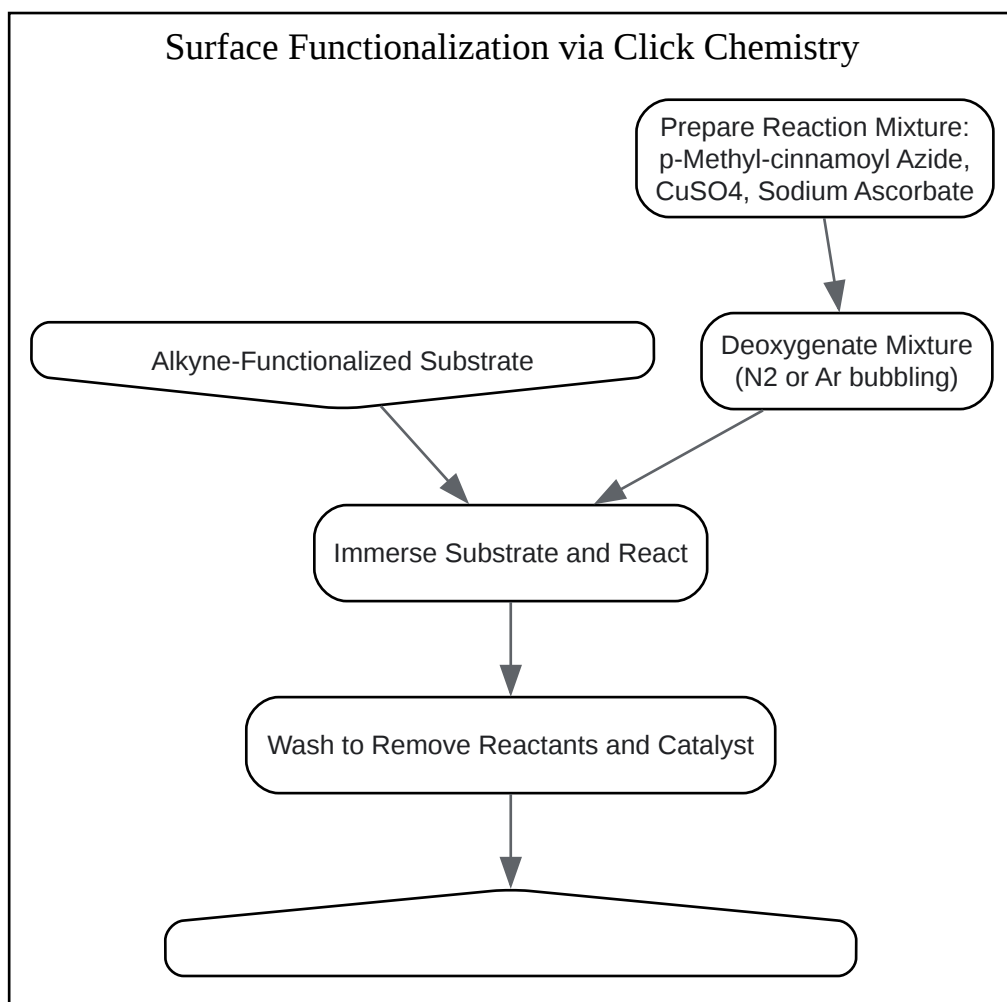 Surface Functionalization via Click Chemistry
Prepare Reaction Mixture:
p-Methyl-cinnamoyl Azide,
CuSO4, Sodium Ascorbate
Alkyne-Functionalized Substrate
Deoxygenate Mixture
(N2 or Ar bubbling)
Immerse Substrate and React
Wash to Remove Reactants and Catalyst